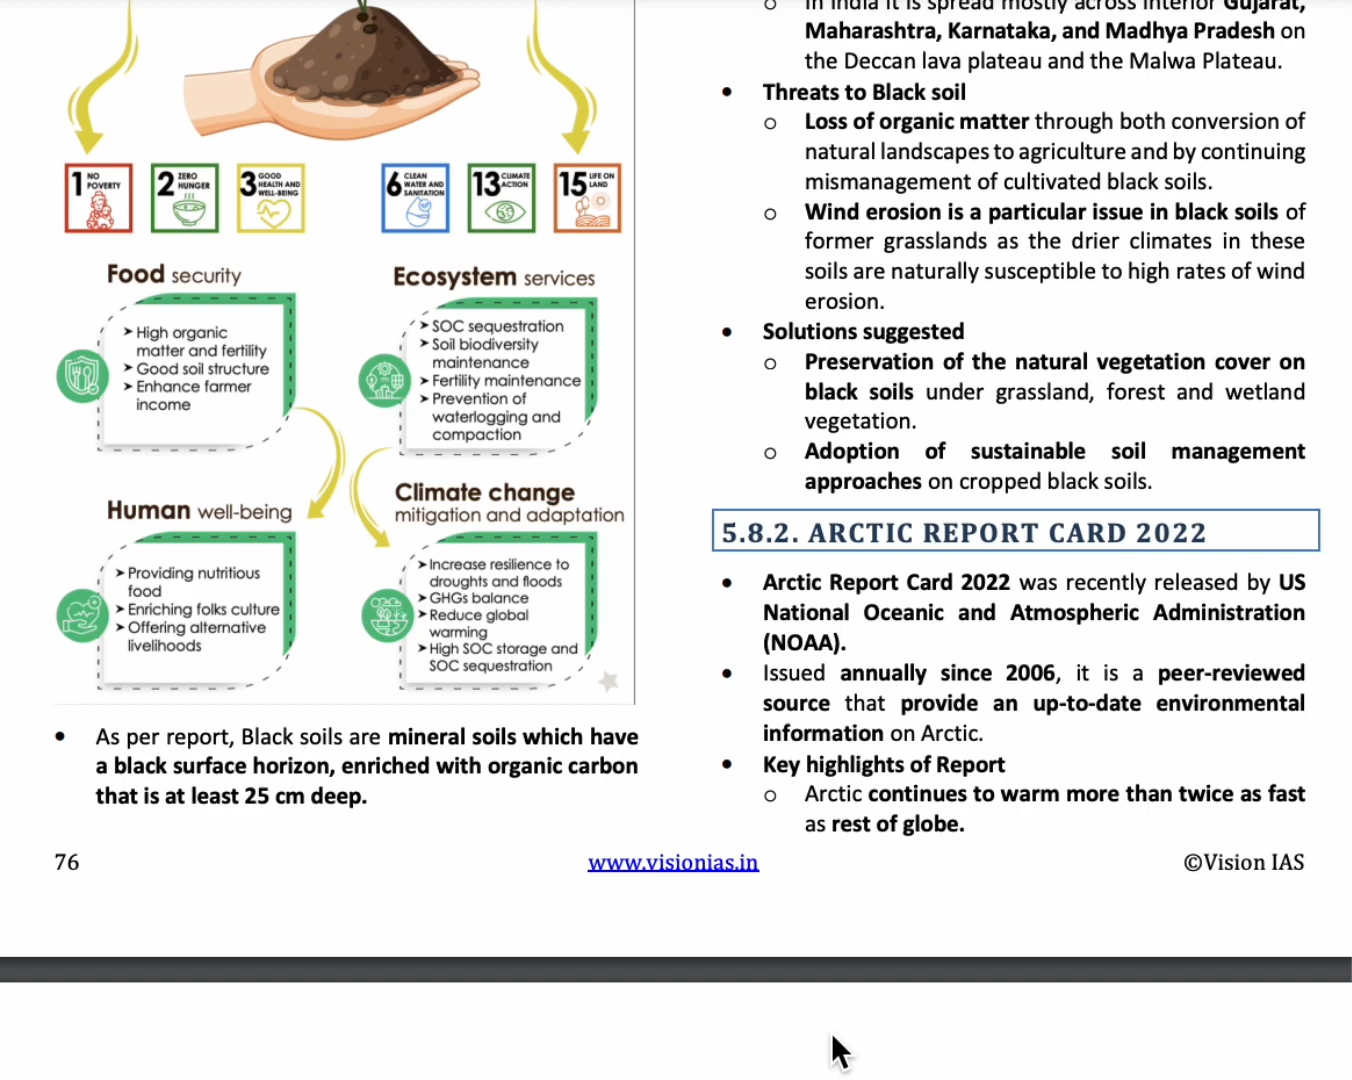 1 NO POVERTY
2 ZERO HUNGER
3 GOOD HEALTH AND WELL-BEING
6 CLEAN WATER AND SANITATION
13 CLIMATE ACTION
15 LIFE ON LAND
Food security
➤ High organic
matter and fertility
➤ Good soil structure
➤ Enhance farmer
income
Ecosystem services
➤ SOC sequestration
➤ Soil biodiversity
maintenance
➤ Fertility maintenance
➤ Prevention of
waterlogging and
compaction
Human well-being
➤ Providing nutritious
food
➤ Enriching folks culture
➤ Offering alternative
livelihoods
Climate change
mitigation and adaptation
➤ Increase resilience to
droughts and floods
➤ GHGs balance
➤ Reduce global
warming
➤ High SOC storage and
SOC sequestration
• As per report, Black soils are mineral soils which have
a black surface horizon, enriched with organic carbon
that is at least 25 cm deep.
o In India it is spread mostly across interior Gujarat,
Maharashtra, Karnataka, and Madhya Pradesh on
the Deccan lava plateau and the Malwa Plateau.
• Threats to Black soil
o Loss of organic matter through both conversion of
natural landscapes to agriculture and by continuing
mismanagement of cultivated black soils.
o Wind erosion is a particular issue in black soils of
former grasslands as the drier climates in these
soils are naturally susceptible to high rates of wind
erosion.
• Solutions suggested
o Preservation of the natural vegetation cover on
black soils under grassland, forest and wetland
vegetation.
o Adoption of sustainable soil management
approaches on cropped black soils.
5.8.2. ARCTIC REPORT CARD 2022
• Arctic Report Card 2022 was recently released by US
National Oceanic and Atmospheric Administration
(NOAA).
• Issued annually since 2006, it is a peer-reviewed
source that provide an up-to-date environmental
information on Arctic.
• Key highlights of Report
o Arctic continues to warm more than twice as fast
as rest of globe.
76
www.visionias.in
©Vision IAS